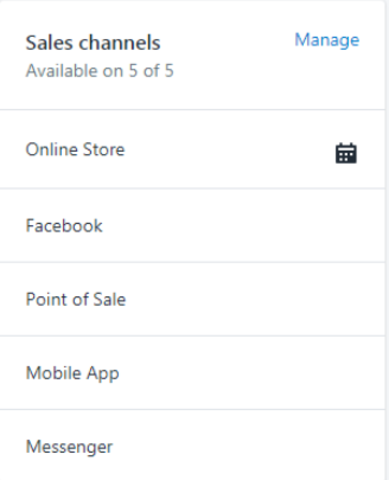 Sales channels
Manage
Available on 5 of 5
Online Store
Facebook
Point of Sale
Mobile App
Messenger